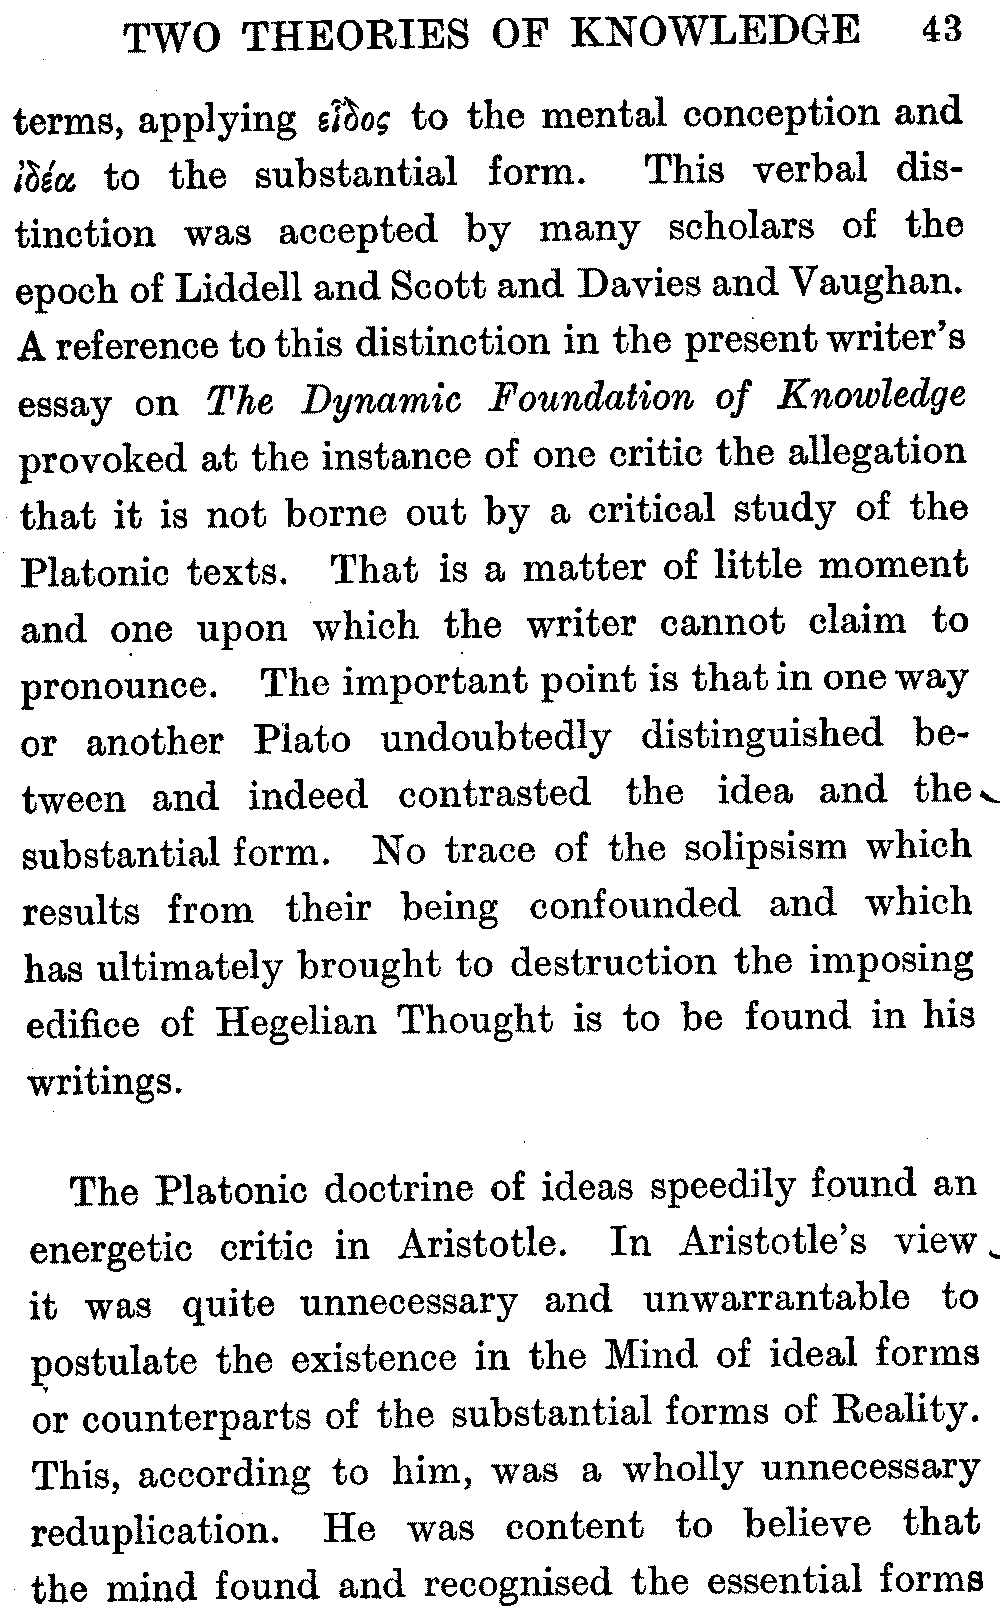 TWO THEORIES OF KNOWLEDGE 43
terms, applying εἶδος to the mental conception and
ἰδέα to the substantial form. This verbal dis-
tinction was accepted by many scholars of the
epoch of Liddell and Scott and Davies and Vaughan.
A reference to this distinction in the present writer's
essay on The Dynamic Foundation of Knowledge
provoked at the instance of one critic the allegation
that it is not borne out by a critical study of the
Platonic texts. That is a matter of little moment
and one upon which the writer cannot claim to
pronounce. The important point is that in one way
or another Plato undoubtedly distinguished be-
tween and indeed contrasted the idea and the
substantial form. No trace of the solipsism which
results from their being confounded and which
has ultimately brought to destruction the imposing
edifice of Hegelian Thought is to be found in his
writings.
The Platonic doctrine of ideas speedily found an
energetic critic in Aristotle. In Aristotle's view
it was quite unnecessary and unwarrantable to
postulate the existence in the Mind of ideal forms
or counterparts of the substantial forms of Reality.
This, according to him, was a wholly unnecessary
reduplication. He was content to believe that
the mind found and recognised the essential forms